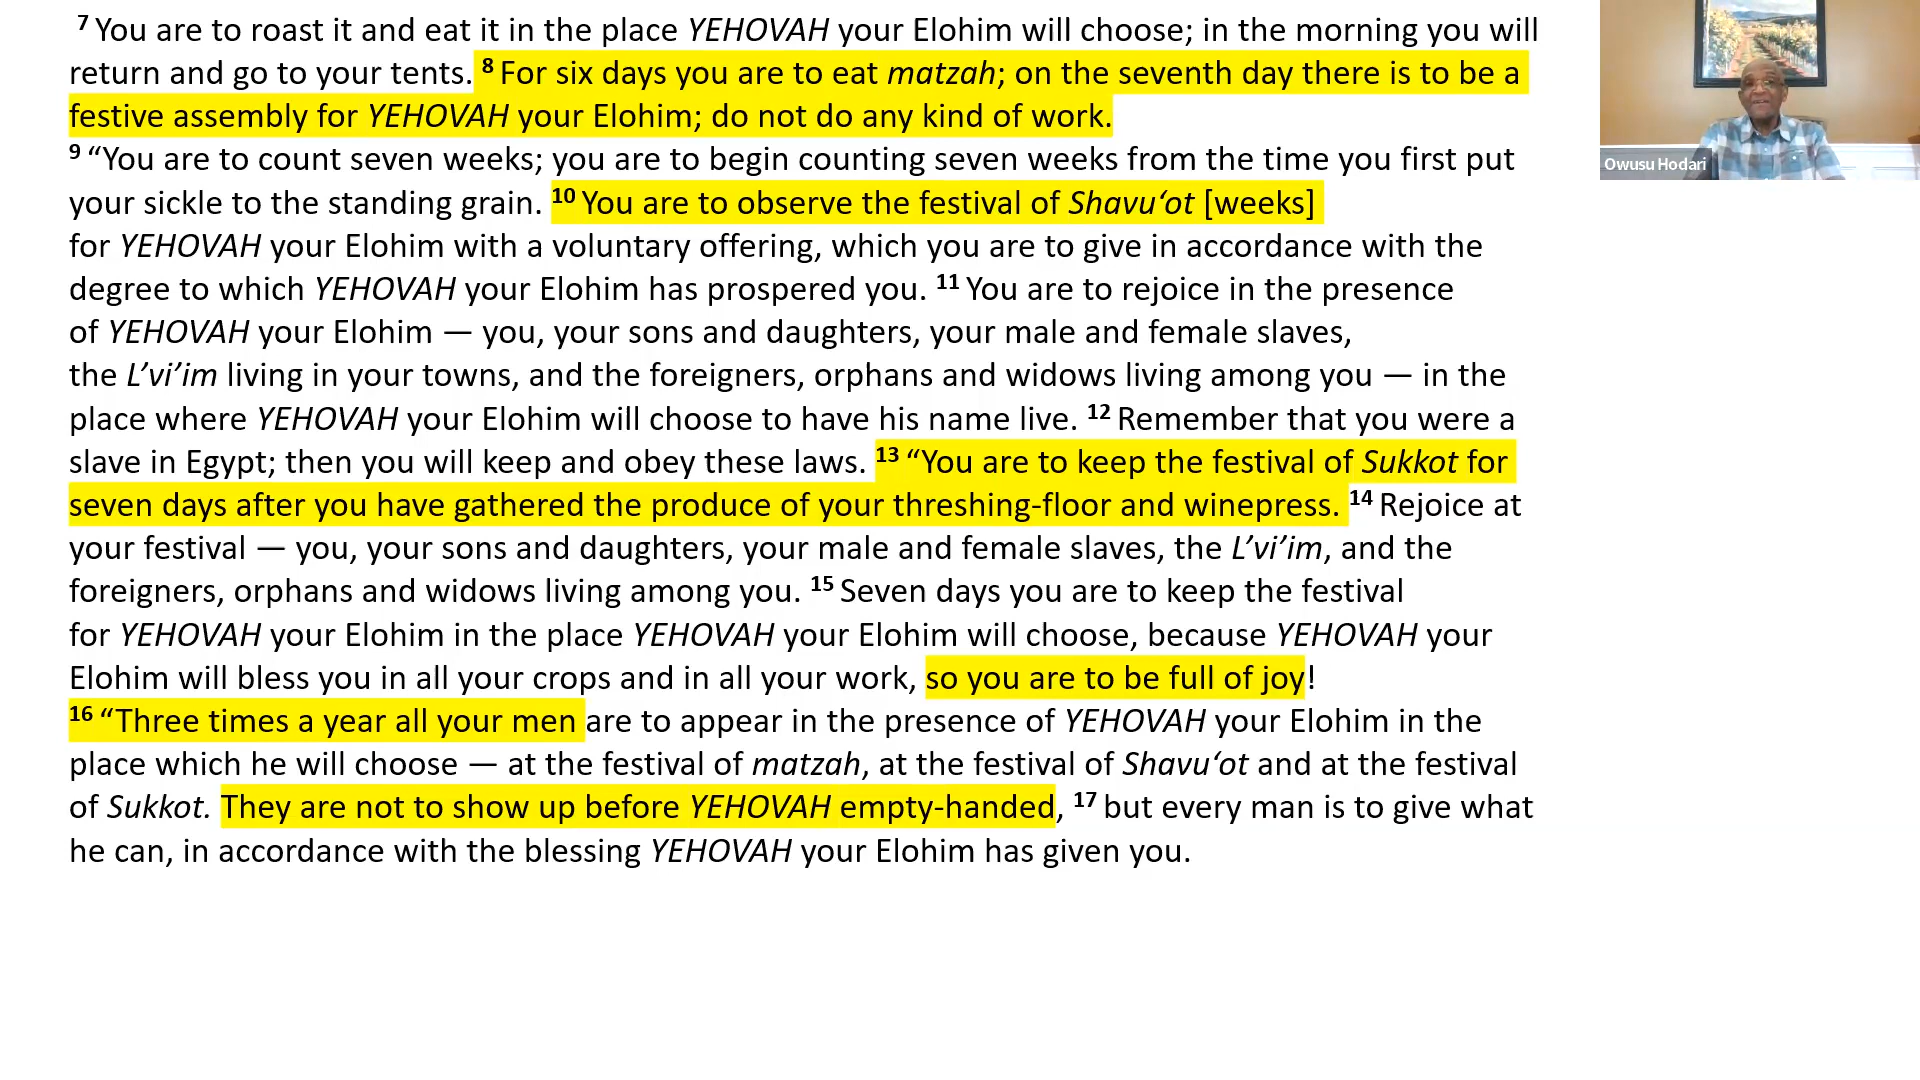 7 You are to roast it and eat it in the place YEHOVAH your Elohim will choose; in the morning you will
return and go to your tents. 8 For six days you are to eat matzah; on the seventh day there is to be a
festive assembly for YEHOVAH your Elohim; do not do any kind of work.
9 “You are to count seven weeks; you are to begin counting seven weeks from the time you first put
your sickle to the standing grain. 10 You are to observe the festival of Shavu‘ot [weeks]
for YEHOVAH your Elohim with a voluntary offering, which you are to give in accordance with the
degree to which YEHOVAH your Elohim has prospered you. 11 You are to rejoice in the presence
of YEHOVAH your Elohim — you, your sons and daughters, your male and female slaves,
the L’vi’im living in your towns, and the foreigners, orphans and widows living among you — in the
place where YEHOVAH your Elohim will choose to have his name live. 12 Remember that you were a
slave in Egypt; then you will keep and obey these laws. 13 “You are to keep the festival of Sukkot for
seven days after you have gathered the produce of your threshing-floor and winepress. 14 Rejoice at
your festival — you, your sons and daughters, your male and female slaves, the L’vi’im, and the
foreigners, orphans and widows living among you. 15 Seven days you are to keep the festival
for YEHOVAH your Elohim in the place YEHOVAH your Elohim will choose, because YEHOVAH your
Elohim will bless you in all your crops and in all your work, so you are to be full of joy!
16 “Three times a year all your men are to appear in the presence of YEHOVAH your Elohim in the
place which he will choose — at the festival of matzah, at the festival of Shavu‘ot and at the festival
of Sukkot. They are not to show up before YEHOVAH empty-handed, 17 but every man is to give what
he can, in accordance with the blessing YEHOVAH your Elohim has given you.
Owusu Hodari